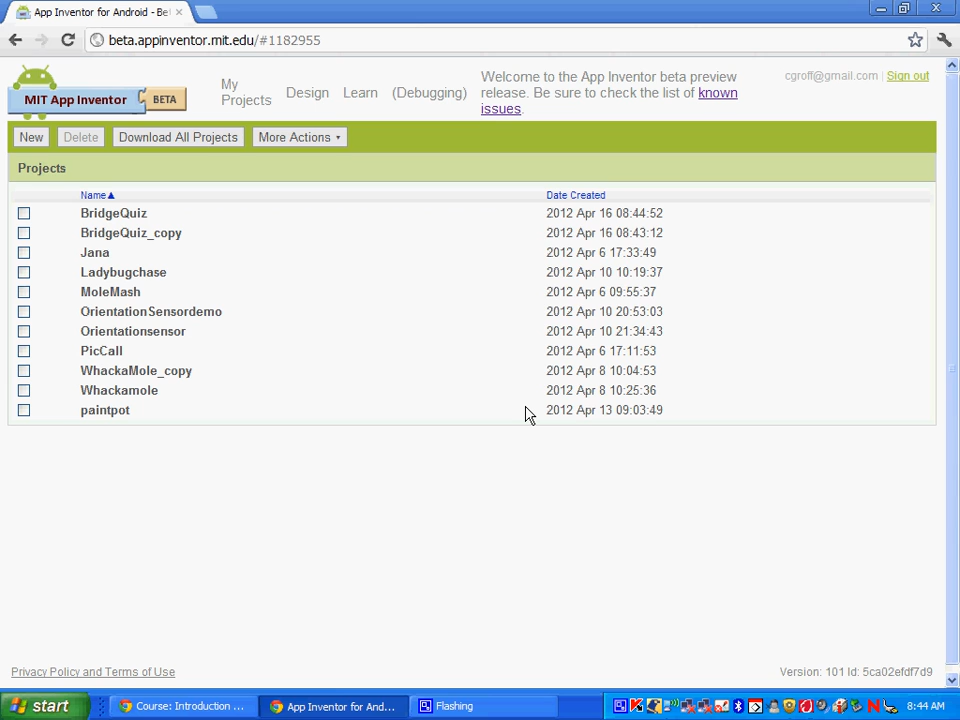 App Inventor for Android - Be
beta.appinventor.mit.edu/#1182955
MIT App Inventor BETA
My Projects
Design
Learn
(Debugging)
Welcome to the App Inventor beta preview
release. Be sure to check the list of known
issues.
cgroff@gmail.com | Sign out
New
Delete
Download All Projects
More Actions
Projects
Name Date Created
BridgeQuiz 2012 Apr 16 08:44:52
BridgeQuiz_copy 2012 Apr 16 08:43:12
Jana 2012 Apr 6 17:33:49
Ladybugchase 2012 Apr 10 10:19:37
MoleMash 2012 Apr 6 09:55:37
OrientationSensordemo 2012 Apr 10 20:53:03
Orientationsensor 2012 Apr 10 21:34:43
PicCall 2012 Apr 6 17:11:53
WhackaMole_copy 2012 Apr 8 10:04:53
Whackamole 2012 Apr 8 10:25:36
paintpot 2012 Apr 13 09:03:49
Privacy Policy and Terms of Use
Version: 101 Id: 5ca02efdf7d9
start
Course: Introduction ...
App Inventor for And...
Flashing
8:44 AM